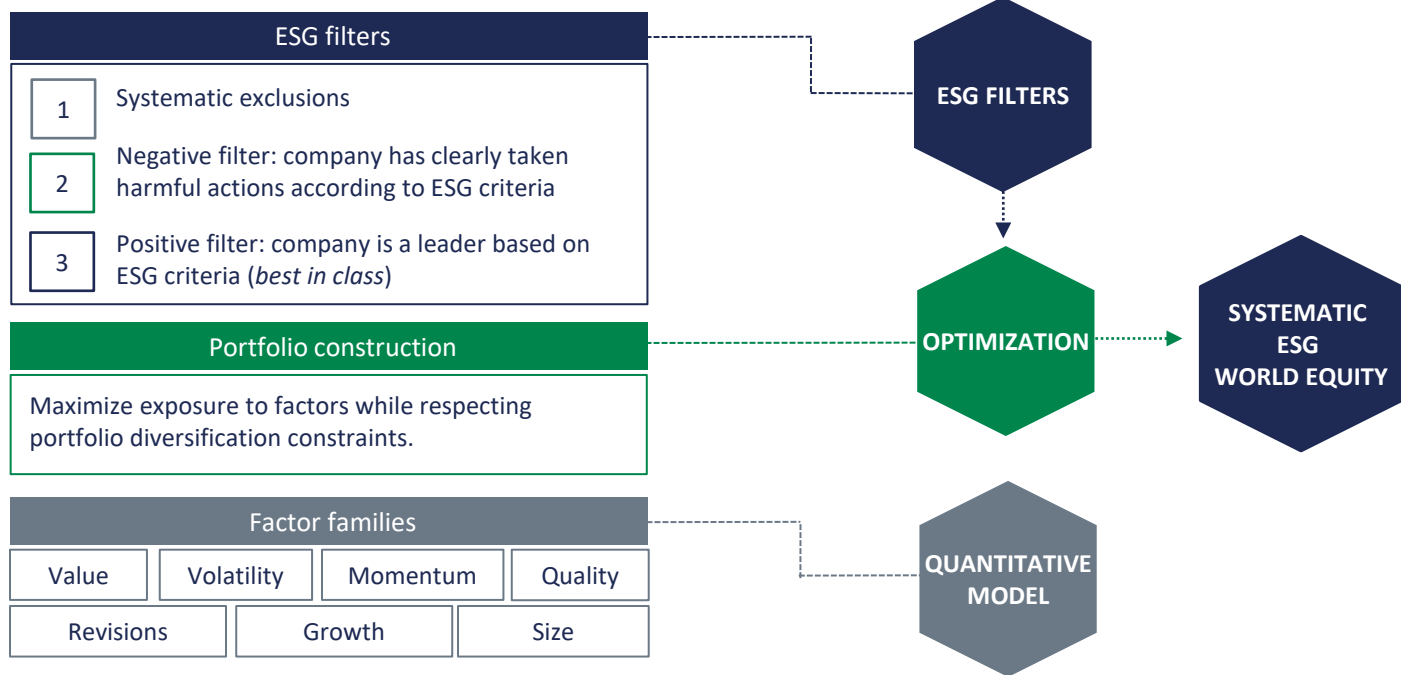 ESG filters
1
Systematic exclusions
2
Negative filter: company has clearly taken
harmful actions according to ESG criteria
3
Positive filter: company is a leader based on
ESG criteria (best in class)
Portfolio construction
Maximize exposure to factors while respecting
portfolio diversification constraints.
Factor families
Value
Volatility
Momentum
Quality
Revisions
Growth
Size
ESG FILTERS
OPTIMIZATION
QUANTITATIVE
MODEL
SYSTEMATIC
ESG
WORLD EQUITY